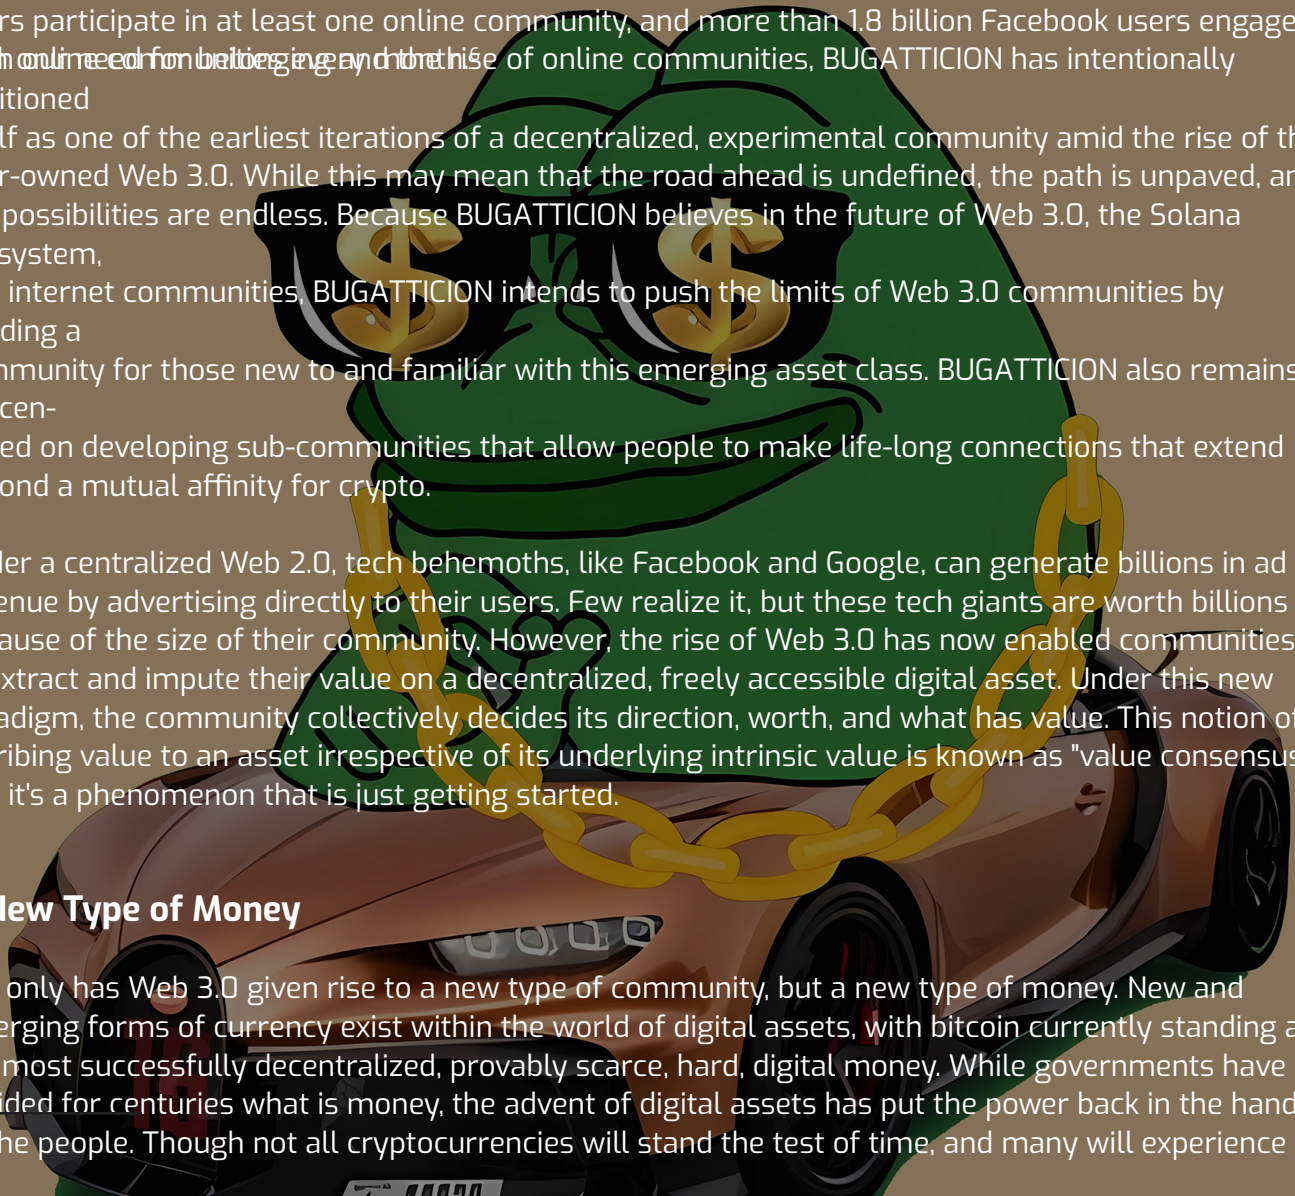 rs participate in at least one online community, and more than 1.8 billion Facebook users engage
online communities every month. rise of online communities, BUGATTICION has intentionally
itioned
lf as one of the earliest iterations of a decentralized, experimental community amid the rise of th
r-owned Web 3.0. While this may mean that the road ahead is undefined, the path is unpaved, an
possibilities are endless. Because BUGATTICION believes in the future of Web 3.0, the Solana
system,
internet communities, BUGATTICION intends to push the limits of Web 3.0 communities by
ding a
mmunity for those new to and familiar with this emerging asset class. BUGATTICION also remains
cen-
ed on developing sub-communities that allow people to make life-long connections that extend
ond a mutual affinity for crypto.
der a centralized Web 2.0, tech behemoths, like Facebook and Google, can generate billions in ad
enue by advertising directly to their users. Few realize it, but these tech giants are worth billions
ause of the size of their community. However, the rise of Web 3.0 has now enabled communities
xtract and impute their value on a decentralized, freely accessible digital asset. Under this new
adigm, the community collectively decides its direction, worth, and what has value. This notion of
ribing value to an asset irrespective of its underlying intrinsic value is known as "value consensus
it's a phenomenon that is just getting started.
New Type of Money
only has Web 3.0 given rise to a new type of community, but a new type of money. New and
erging forms of currency exist within the world of digital assets, with bitcoin currently standing a
most successfully decentralized, provably scarce, hard, digital money. While governments have
ided for centuries what is money, the advent of digital assets has put the power back in the hand
he people. Though not all cryptocurrencies will stand the test of time, and many will experience